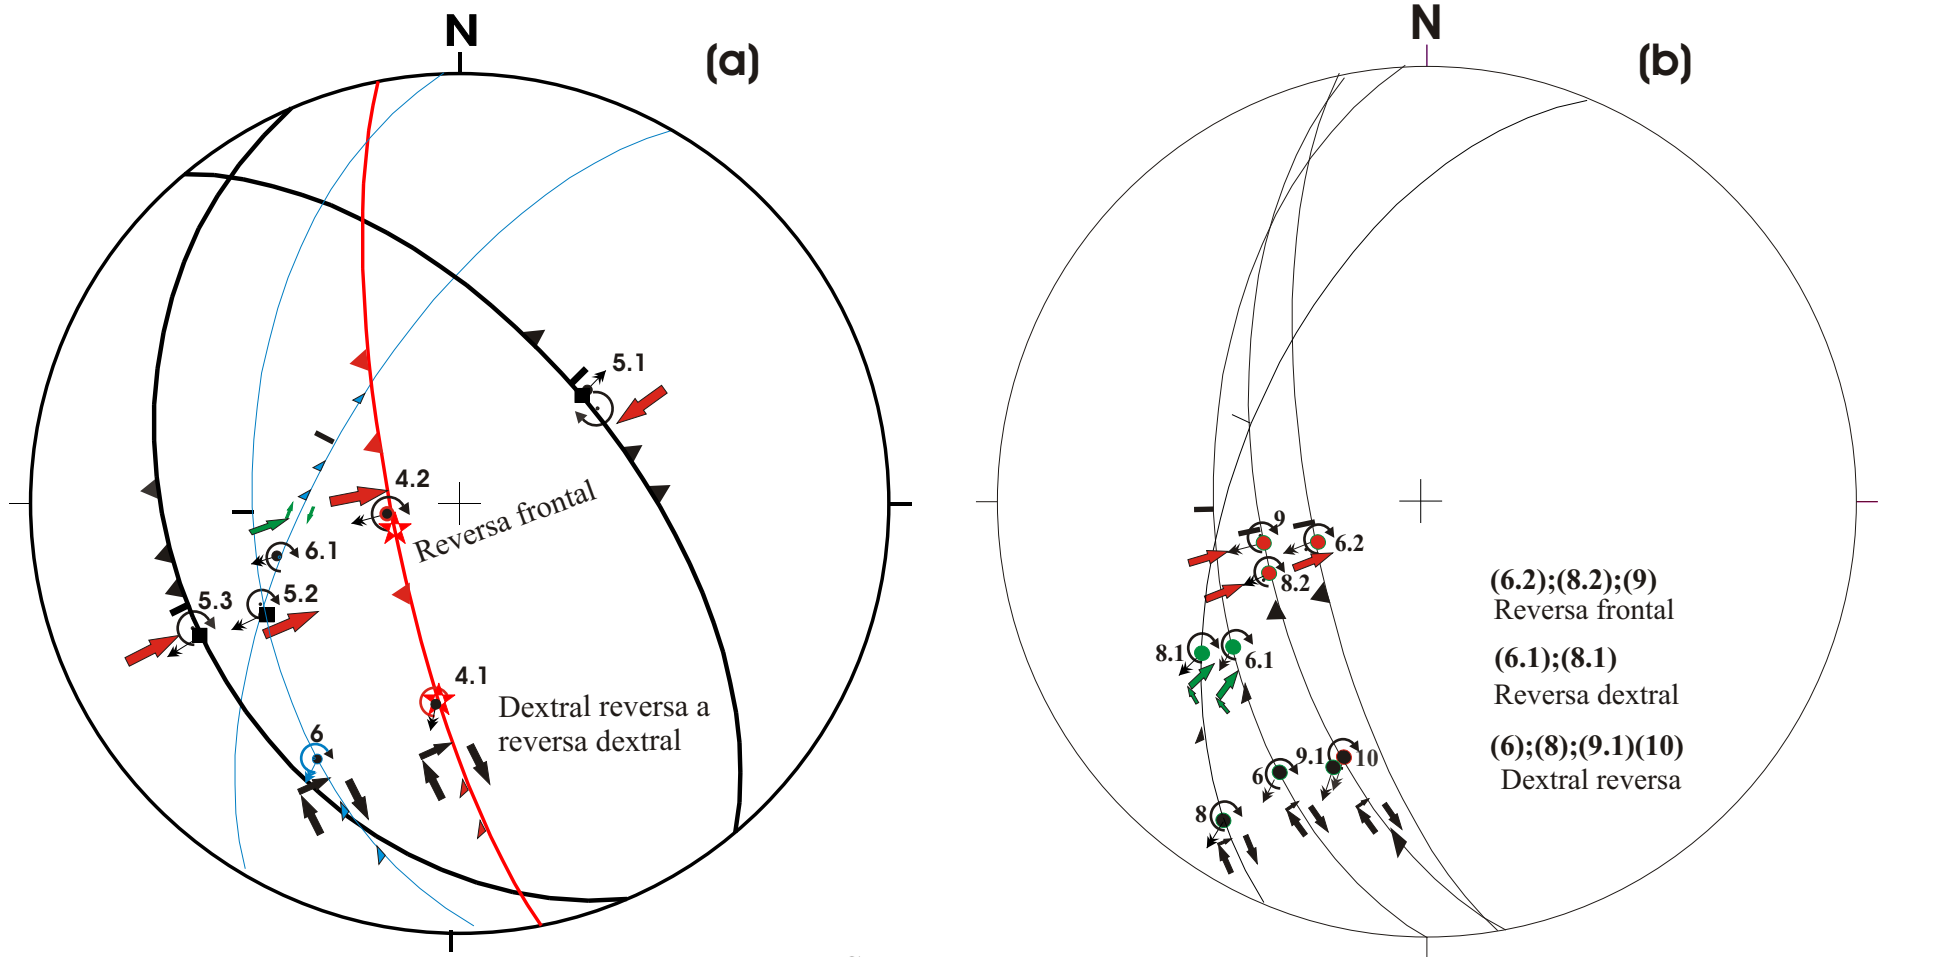 N
(a)
5.1
4.2
Reversa frontal
6.1
5.2
5.3
4.1
Dextral reversa a
reversa dextral
6
N
(b)
9
6.2
8.2
8.1
6.1
9.1
10
6
8
(6.2);(8.2);(9)
Reversa frontal
(6.1);(8.1)
Reversa dextral
(6);(8);(9.1)(10)
Dextral reversa